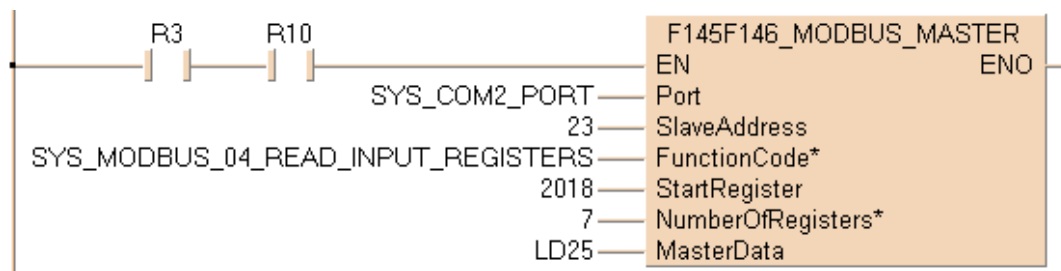 R3 R10 F145F146_MODBUS_MASTER
EN ENO
SYS_COM2_PORT Port
23 SlaveAddress
SYS_MODBUS_04_READ_INPUT_REGISTERS FunctionCode*
2018 StartRegister
7 NumberOfRegisters*
LD25 MasterData